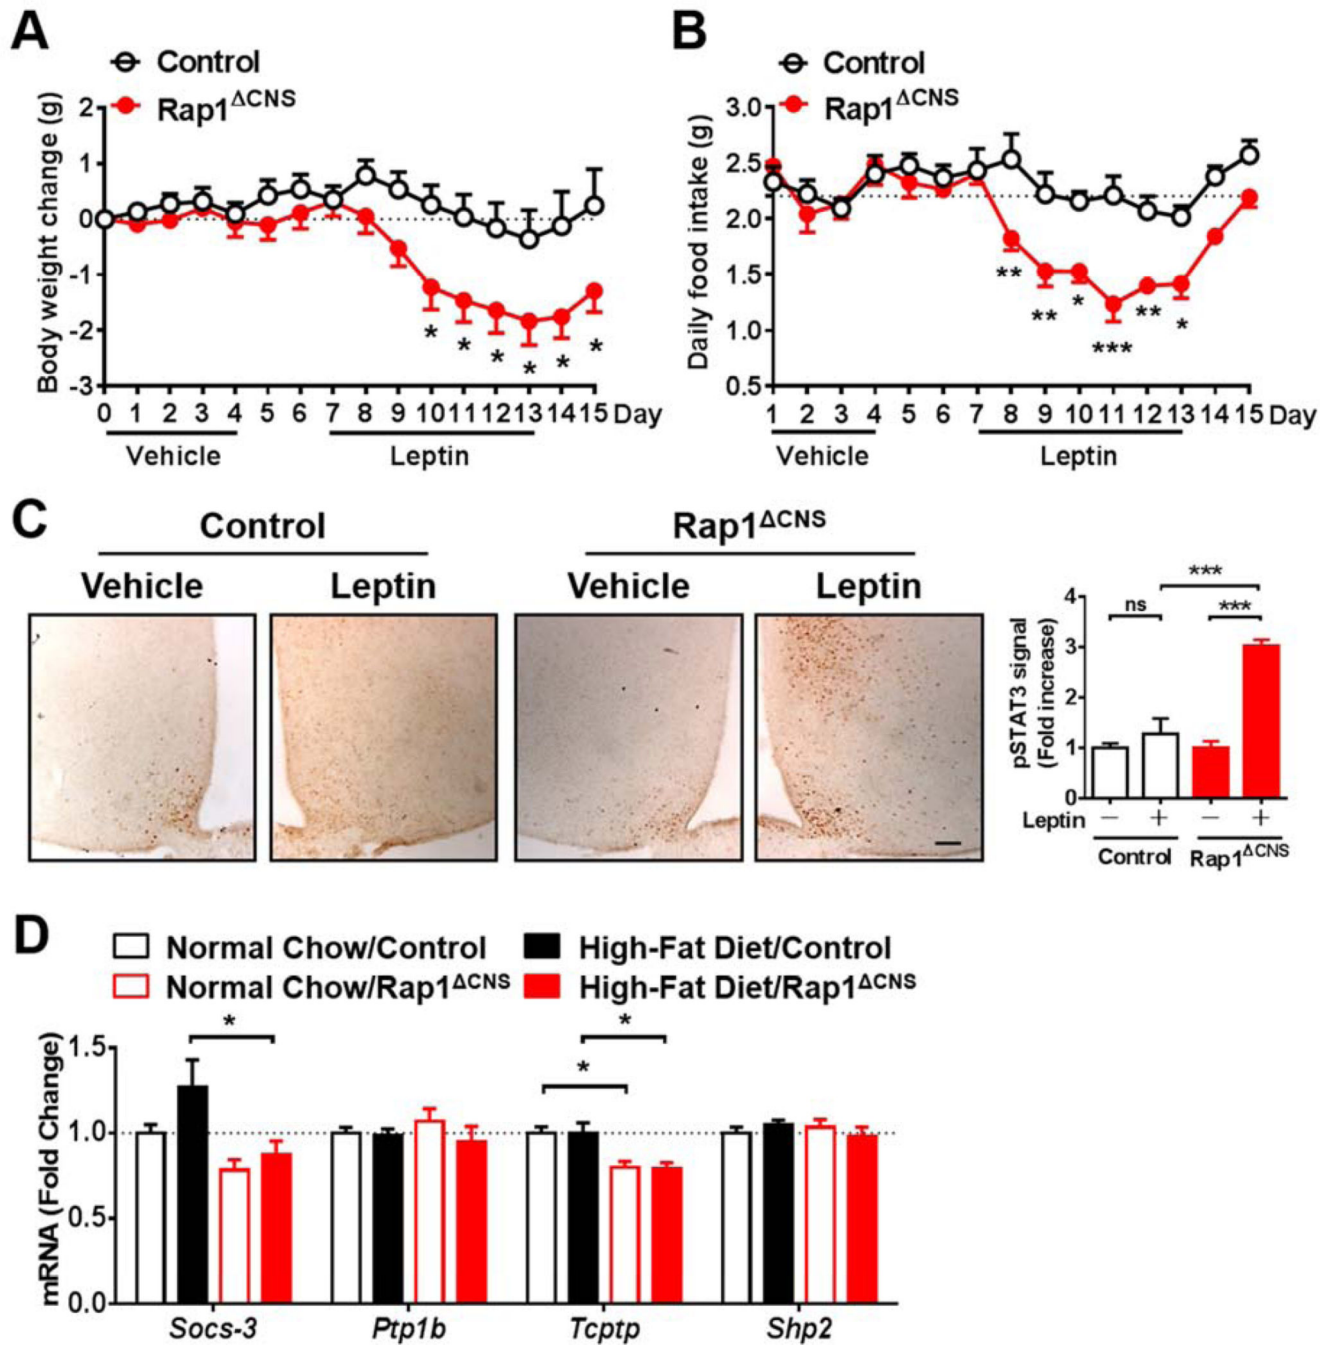 A
Control
Rap1ΔCNS
Body weight change (g)
2
1
0
-1
-2
-3
* * * * * *
0 1 2 3 4 5 6 7 8 9 10 11 12 13 14 15 Day
Vehicle Leptin
B
Control
Rap1ΔCNS
Daily food intake (g)
3.0
2.5
2.0
1.5
1.0
0.5
** ** * *** ** *
1 2 3 4 5 6 7 8 9 10 11 12 13 14 15 Day
Vehicle Leptin
C
Control Rap1ΔCNS
Vehicle Leptin Vehicle Leptin
pSTAT3 signal
(Fold increase)
4
3
2
1
0
***
ns ***
Leptin − + − +
Control Rap1ΔCNS
D
Normal Chow/Control High-Fat Diet/Control
Normal Chow/Rap1ΔCNS High-Fat Diet/Rap1ΔCNS
mRNA (Fold Change)
1.5
1.0
0.5
0.0
* * *
Socs-3 Ptp1b Tcptp Shp2